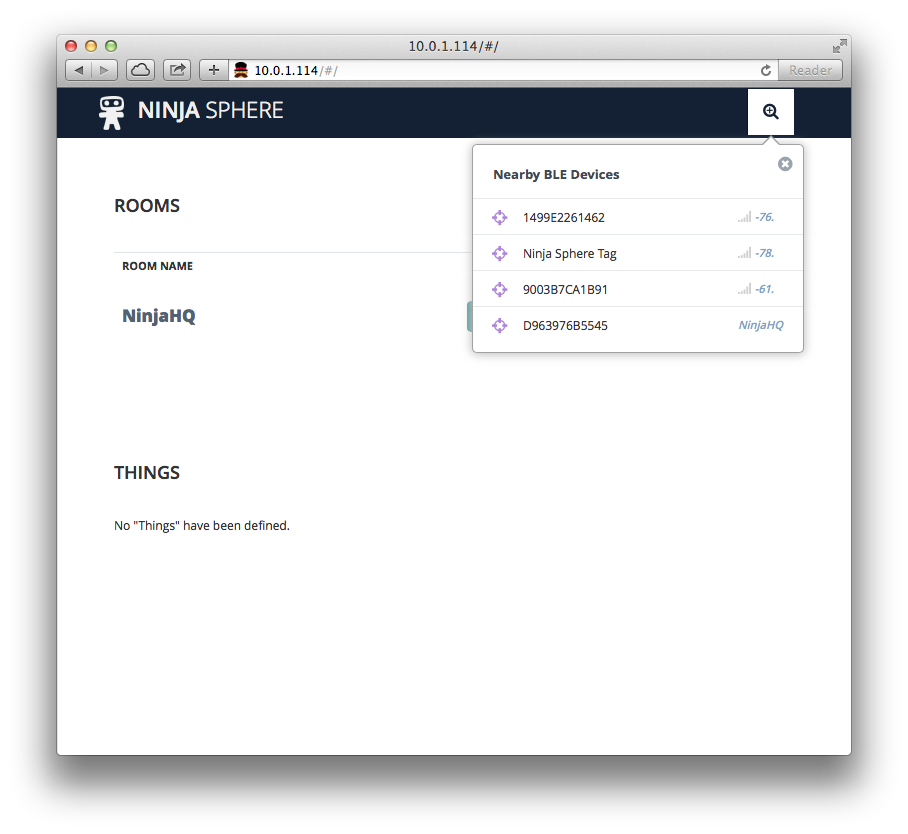 10.0.1.114/#/
10.0.1.114/#/
Reader
NINJA SPHERE
Nearby BLE Devices
1499E2261462 -76.
Ninja Sphere Tag -78.
9003B7CA1B91 -61.
D963976B5545 NinjaHQ
ROOMS
ROOM NAME
NinjaHQ
THINGS
No "Things" have been defined.